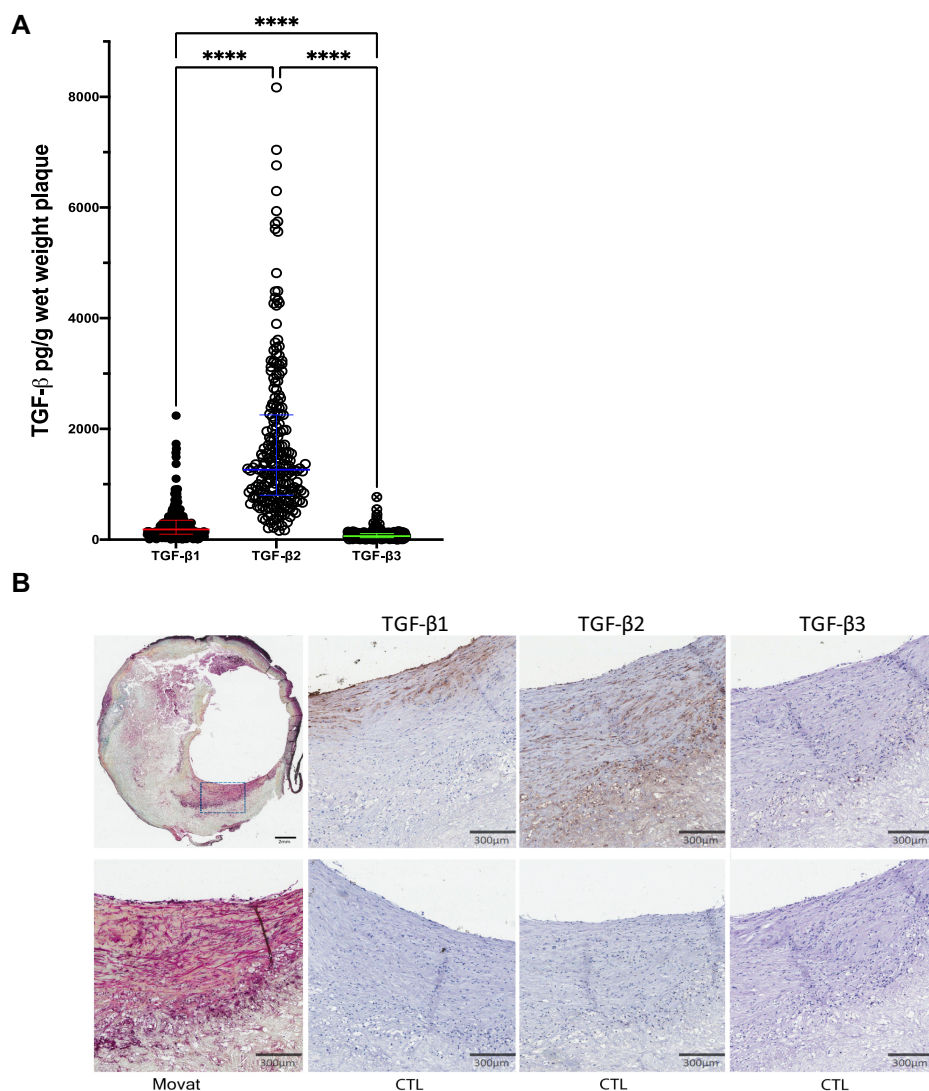 A
****
**** ****
TGF-β pg/g wet weight plaque
8000
6000
4000
2000
0
TGF-β1 TGF-β2 TGF-β3
B
TGF-β1 TGF-β2 TGF-β3
2mm 300μm 300μm 300μm
300μm 300μm 300μm 300μm
Movat CTL CTL CTL